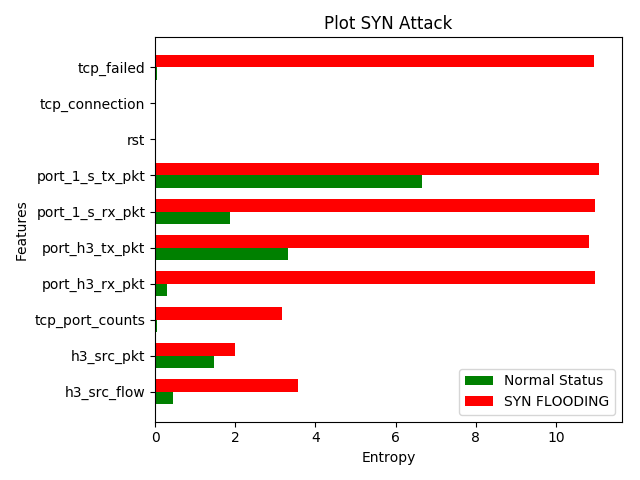 Plot SYN Attack
tcp_failed
tcp_connection
rst
port_1_s_tx_pkt
port_1_s_rx_pkt
port_h3_tx_pkt
port_h3_rx_pkt
tcp_port_counts
h3_src_pkt
h3_src_flow
Features
Normal Status
SYN FLOODING
0 2 4 6 8 10
Entropy